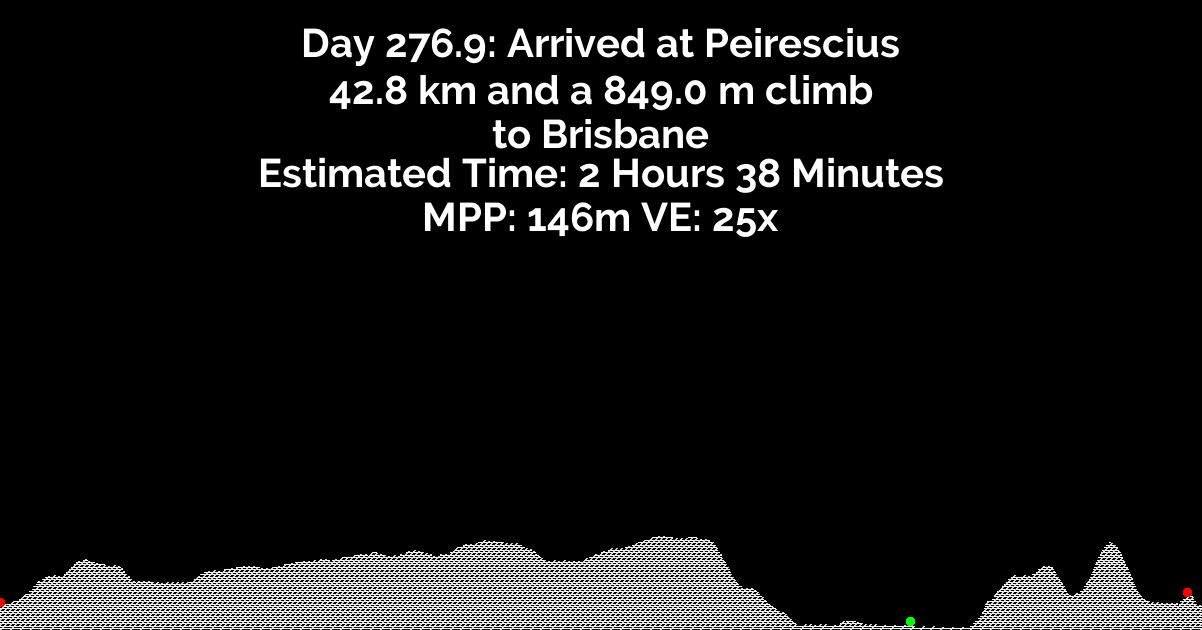 Day 276.9: Arrived at Peirescius
42.8 km and a 849.0 m climb
to Brisbane
Estimated Time: 2 Hours 38 Minutes
MPP: 146m VE: 25x